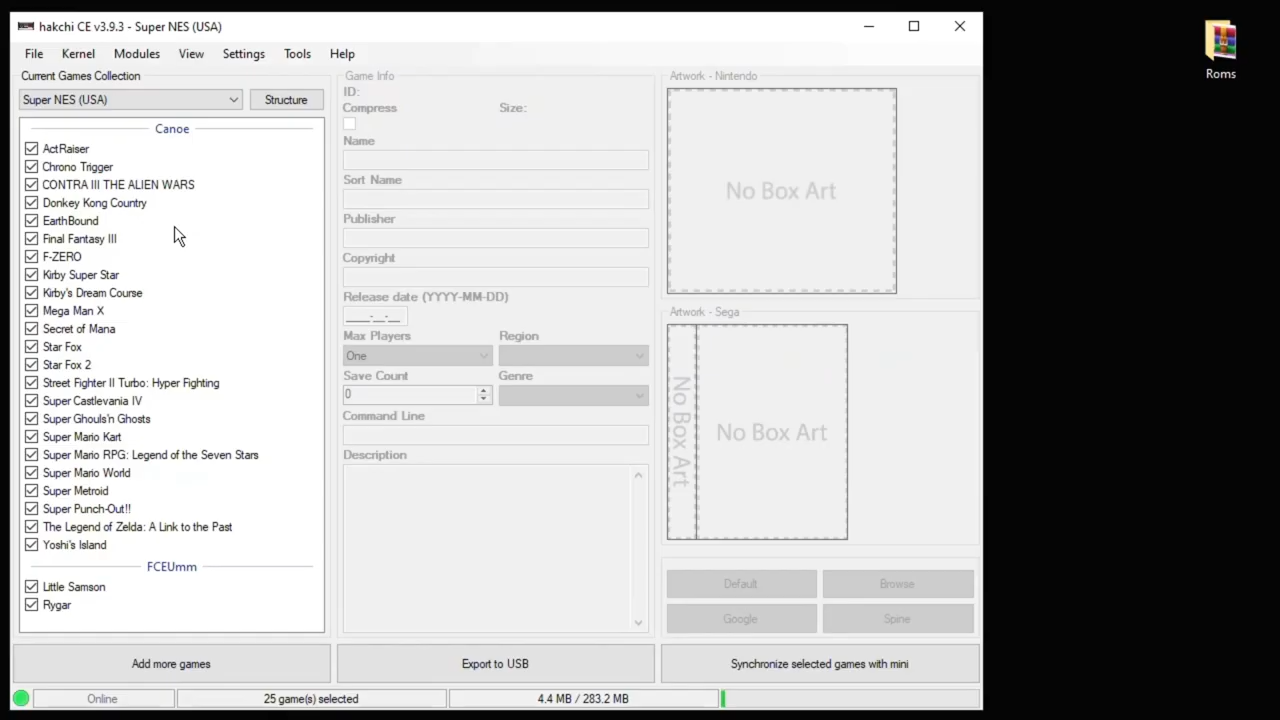 hakchi CE v3.9.3 - Super NES (USA)
File Kernel Modules View Settings Tools Help
Current Games Collection
Super NES (USA)
Structure
Canoe
ActRaiser
Chrono Trigger
CONTRA III THE ALIEN WARS
Donkey Kong Country
EarthBound
Final Fantasy III
F-ZERO
Kirby Super Star
Kirby's Dream Course
Mega Man X
Secret of Mana
Star Fox
Star Fox 2
Street Fighter II Turbo: Hyper Fighting
Super Castlevania IV
Super Ghouls'n Ghosts
Super Mario Kart
Super Mario RPG: Legend of the Seven Stars
Super Mario World
Super Metroid
Super Punch-Out!!
The Legend of Zelda: A Link to the Past
Yoshi's Island
FCEUmm
Little Samson
Rygar
Add more games
Game Info
ID:
Compress Size:
Name
Sort Name
Publisher
Copyright
Release date (YYYY-MM-DD)
____-__-__
Max Players Region
One
Save Count Genre
0
Command Line
Description
Export to USB
Artwork - Nintendo
No Box Art
Artwork - Sega
No Box Art
No Box Art
Default Browse
Google Spine
Synchronize selected games with mini
Online 25 game(s) selected 4.4 MB / 283.2 MB
Roms